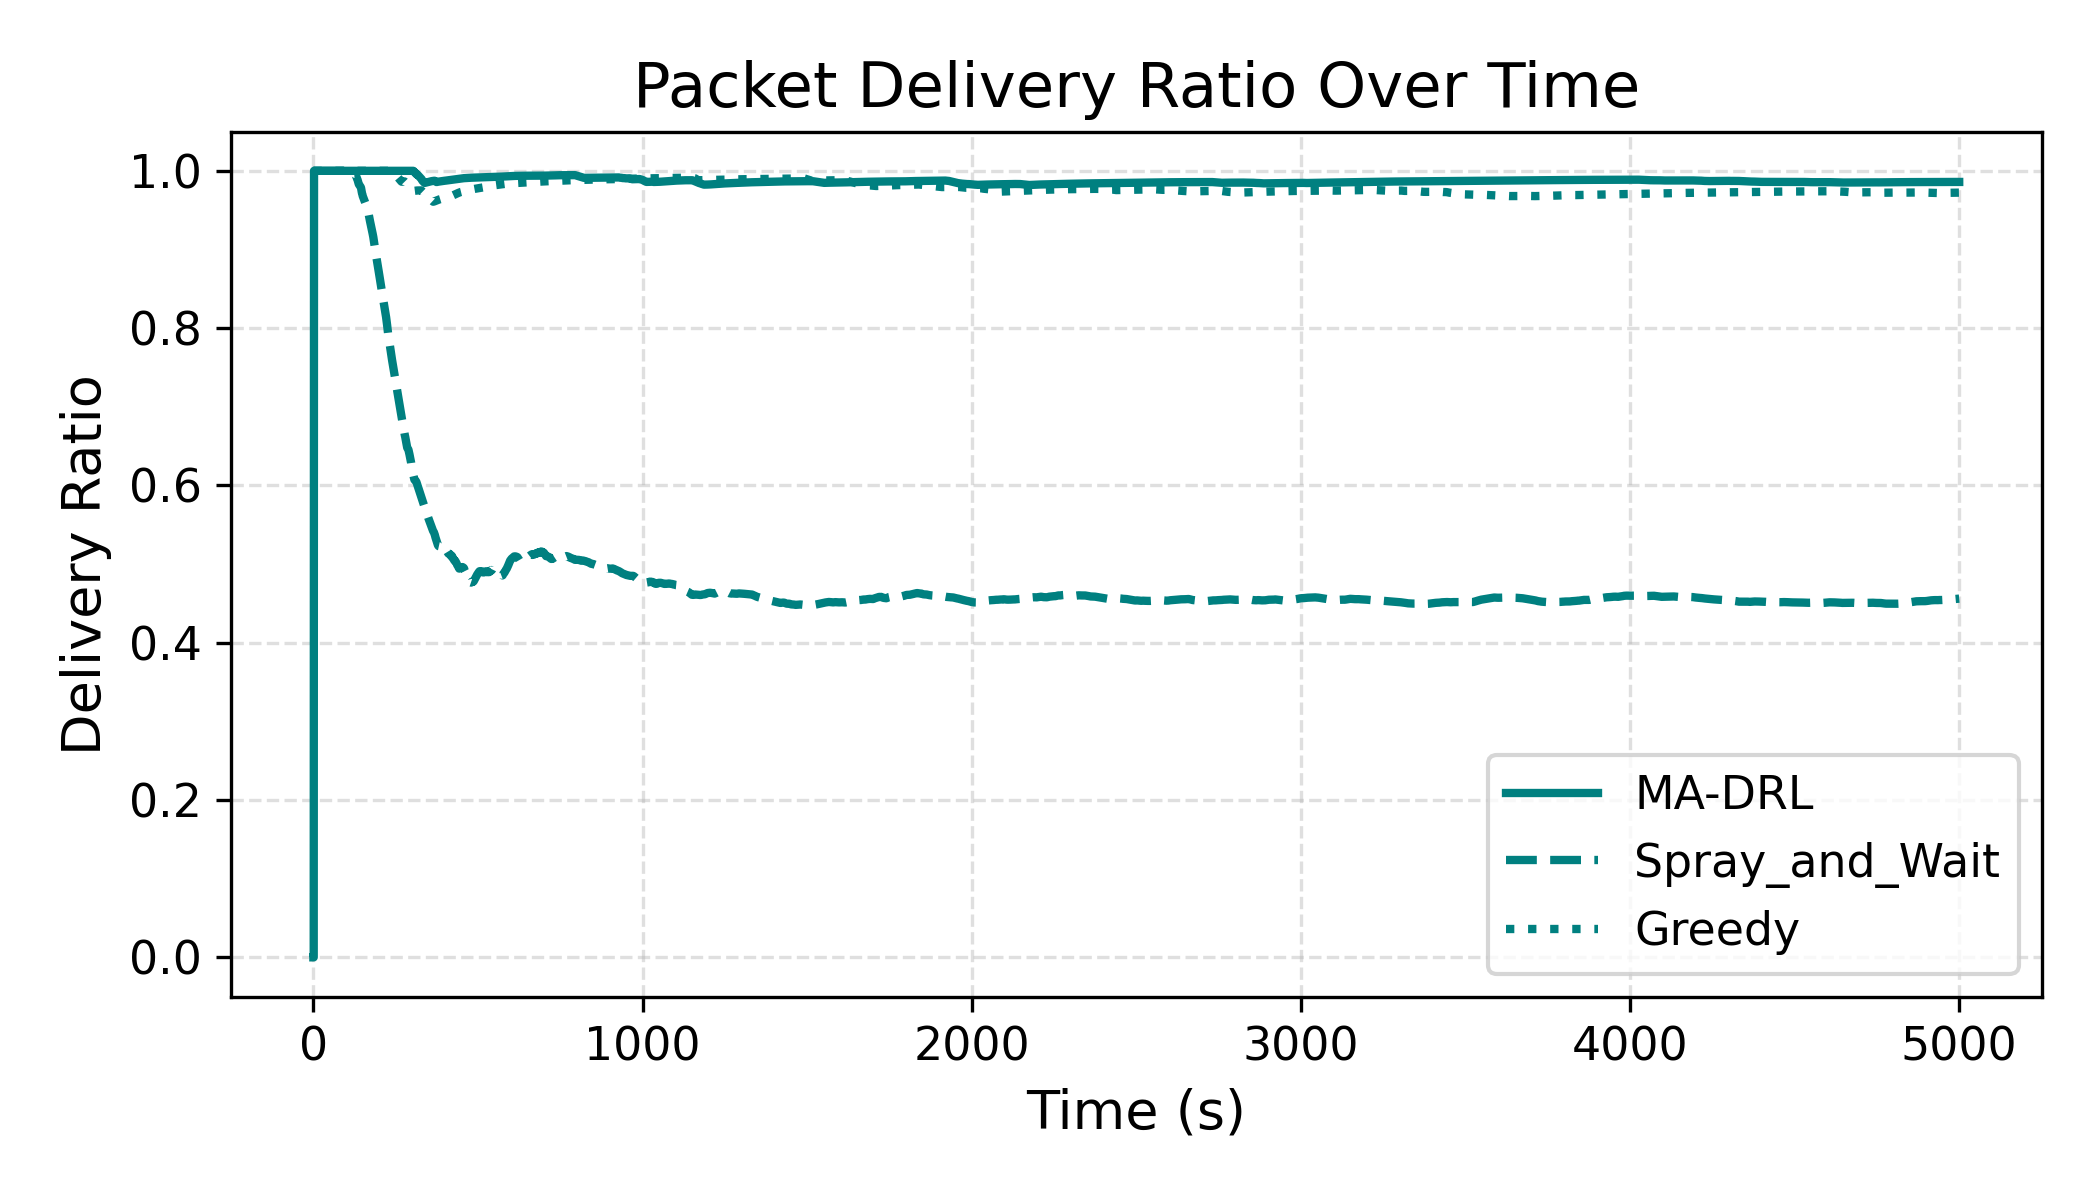 Packet Delivery Ratio Over Time
Delivery Ratio
1.0
0.8
0.6
0.4
0.2
0.0
0 1000 2000 3000 4000 5000
Time (s)
MA-DRL
Spray_and_Wait
Greedy